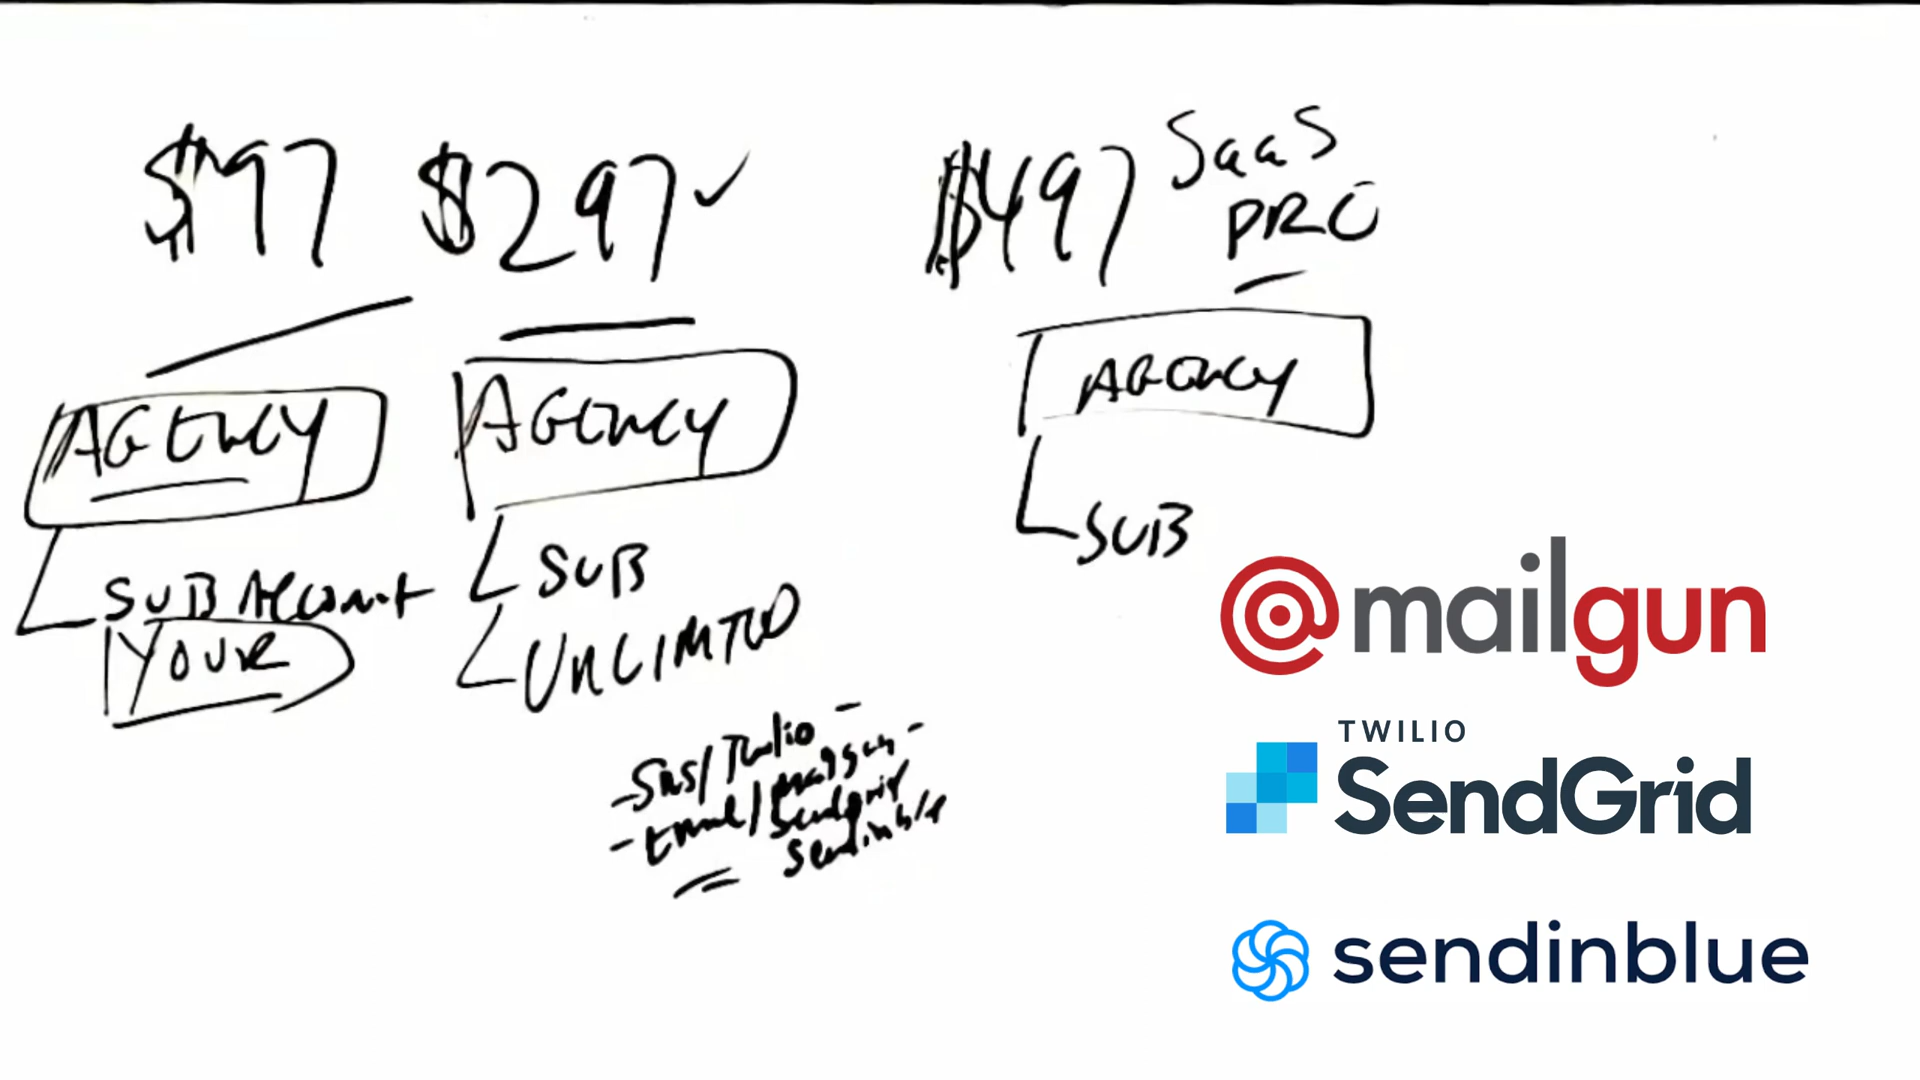 $97 $297 ✓ $497 SaaS
PRO
AGENCY
SUB ACCOUNT
YOUR
AGENCY
SUB
UNLIMITED
- SMS/Twilio -
- Email/mailgun -
sendgrid
sendinblue
AGENCY
SUB
@mailgun
TWILIO
SendGrid
sendinblue